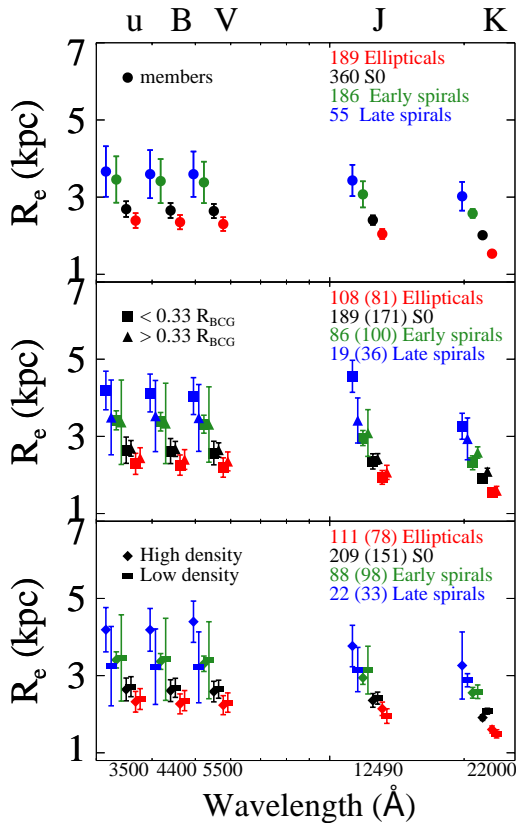 u B V J K
7
5
3
1
R_e (kpc)
members
189 Ellipticals
360 S0
186 Early spirals
55 Late spirals
7
5
3
1
R_e (kpc)
< 0.33 R_BCG
> 0.33 R_BCG
108 (81) Ellipticals
189 (171) S0
86 (100) Early spirals
19 (36) Late spirals
7
5
3
1
R_e (kpc)
High density
Low density
111 (78) Ellipticals
209 (151) S0
88 (98) Early spirals
22 (33) Late spirals
3500 4400 5500 12490 22000
Wavelength (Å)